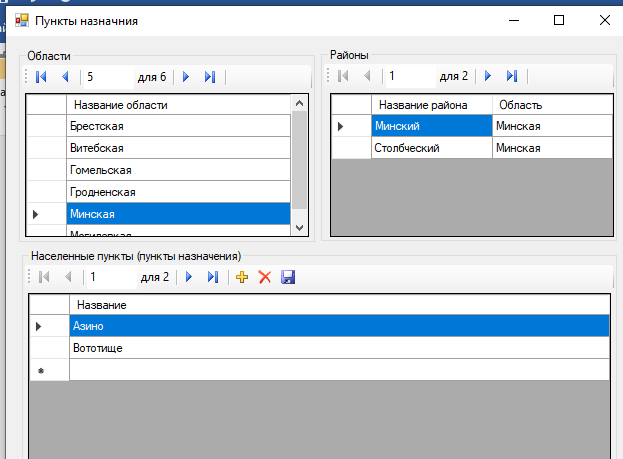 Пункты назначния
Области
5 для 6
Название области
Брестская
Витебская
Гомельская
Гродненская
Минская
Районы
1 для 2
Название района Область
Минский Минская
Столбческий Минская
Населенные пункты (пункты назначения)
1 для 2
Название
Азино
Вототище